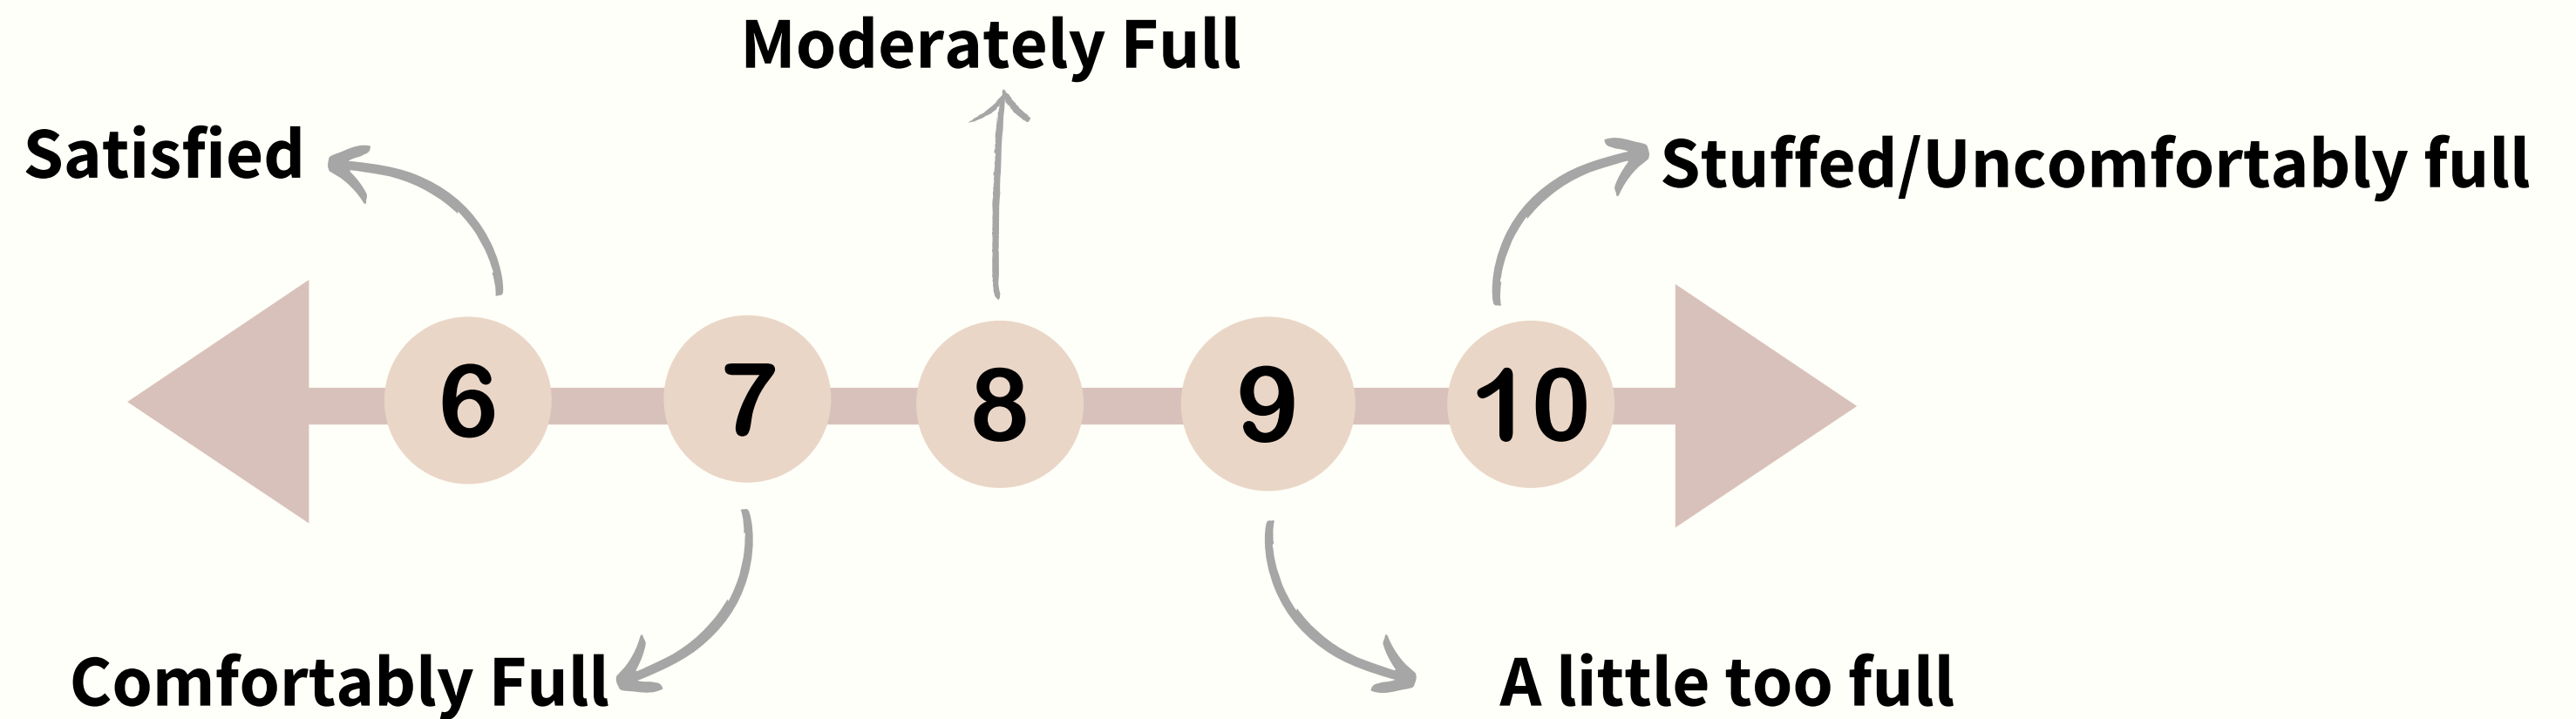 Moderately Full
Satisfied
Stuffed/Uncomfortably full
6 7 8 9 10
Comfortably Full
A little too full